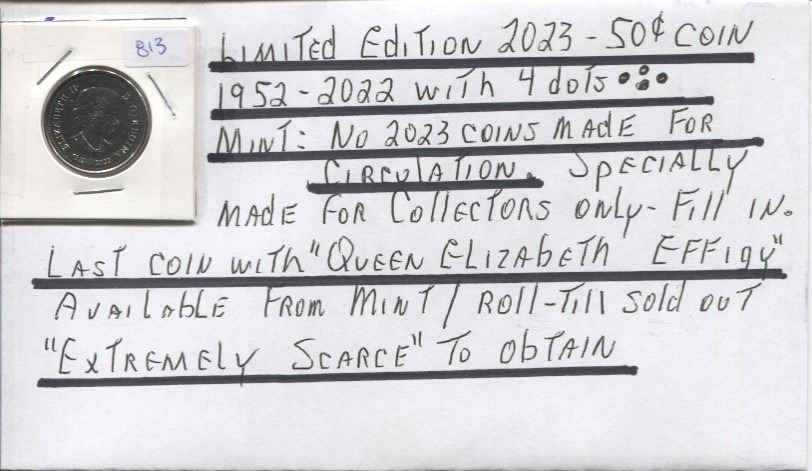 813
ELIZABETH II D.G. REGINA
Limited Edition 2023 - 50¢ COIN
1952 - 2022 with 4 dots
MINT: NO 2023 COINS MADE FOR
CIRCULATION. SPECIALLY
MADE FOR COLLECTORS ONLY - FILL IN.
LAST COIN WITH "QUEEN ELIZAbETH EFFIGY"
AVAILAbLE FROM MINT/ROLL-TILL SOLD OUT
"EXTREMELY SCARCE" TO ObTAIN